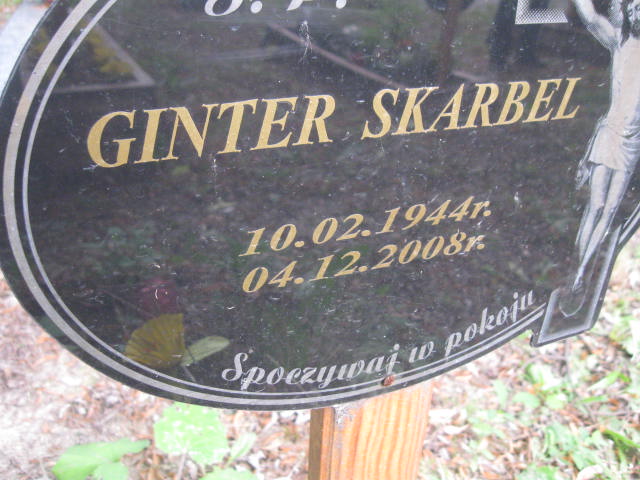 Ś. P.
GINTER SKARBEL
10.02.1944r.
04.12.2008r.
Spoczywaj w pokoju